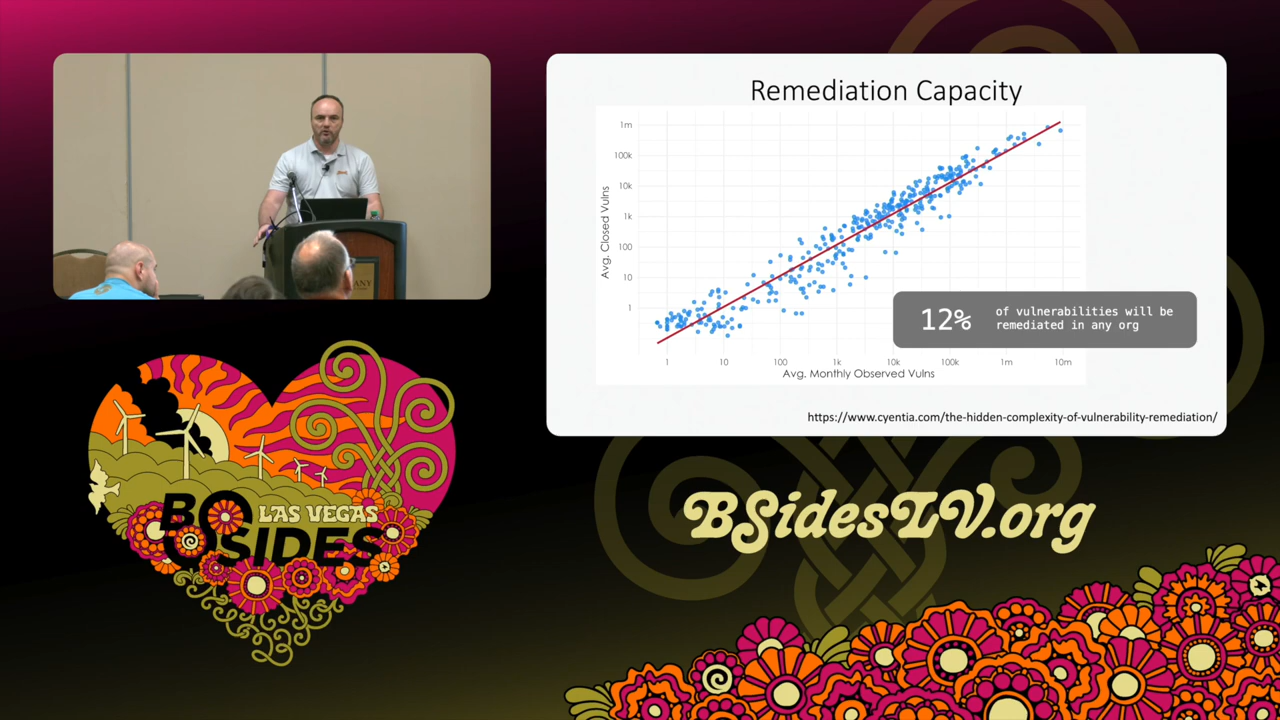 Remediation Capacity
Avg. Closed Vulns
1m
100k
10k
1k
100
10
1
1
10
100
1k
10k
100k
1m
10m
Avg. Monthly Observed Vulns
12%
of vulnerabilities will be
remediated in any org
https://www.cyentia.com/the-hidden-complexity-of-vulnerability-remediation/
LAS VEGAS
BSIDES
BSidesLV.org